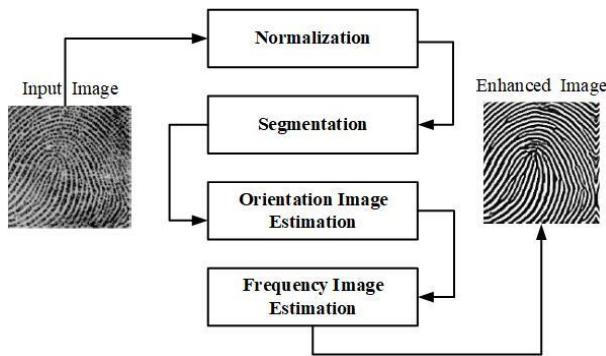 Normalization
Input Image
Enhanced Image
Segmentation
Orientation Image
Estimation
Frequency Image
Estimation